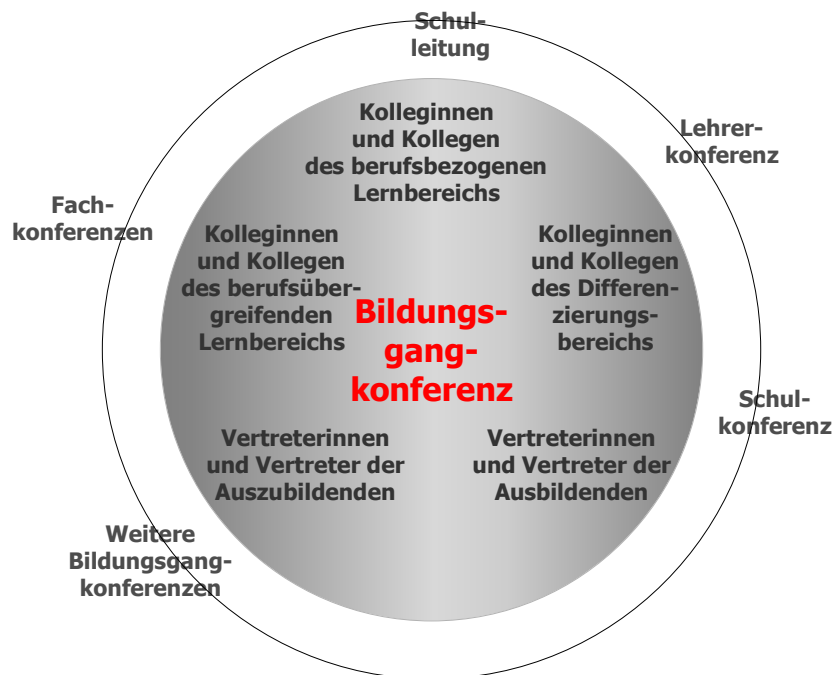 Schul-
leitung
Kolleginnen
und Kollegen
des berufsbezogenen
Lernbereichs
Lehrer-
konferenz
Fach-
konferenzen
Kolleginnen
und Kollegen
des berufsüber-
greifenden
Lernbereichs
Kolleginnen
und Kollegen
des Differen-
zierungs-
bereichs
Bildungs-
gang-
konferenz
Schul-
konferenz
Vertreterinnen
und Vertreter der
Auszubildenden
Vertreterinnen
und Vertreter der
Ausbildenden
Weitere
Bildungsgang-
konferenzen